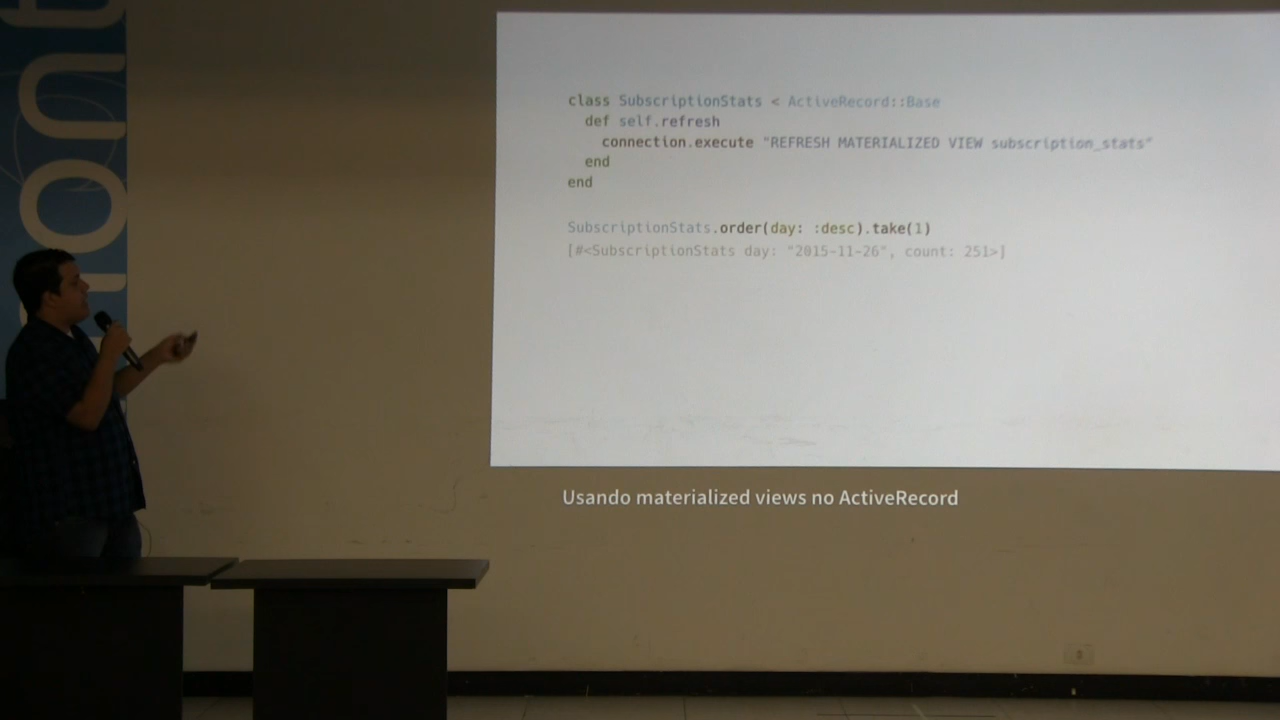 class SubscriptionStats < ActiveRecord::Base
  def self.refresh
    connection.execute "REFRESH MATERIALIZED VIEW subscription_stats"
  end
end

SubscriptionStats.order(day: :desc).take(1)
[#<SubscriptionStats day: "2015-11-26", count: 251>]
Usando materialized views no ActiveRecord